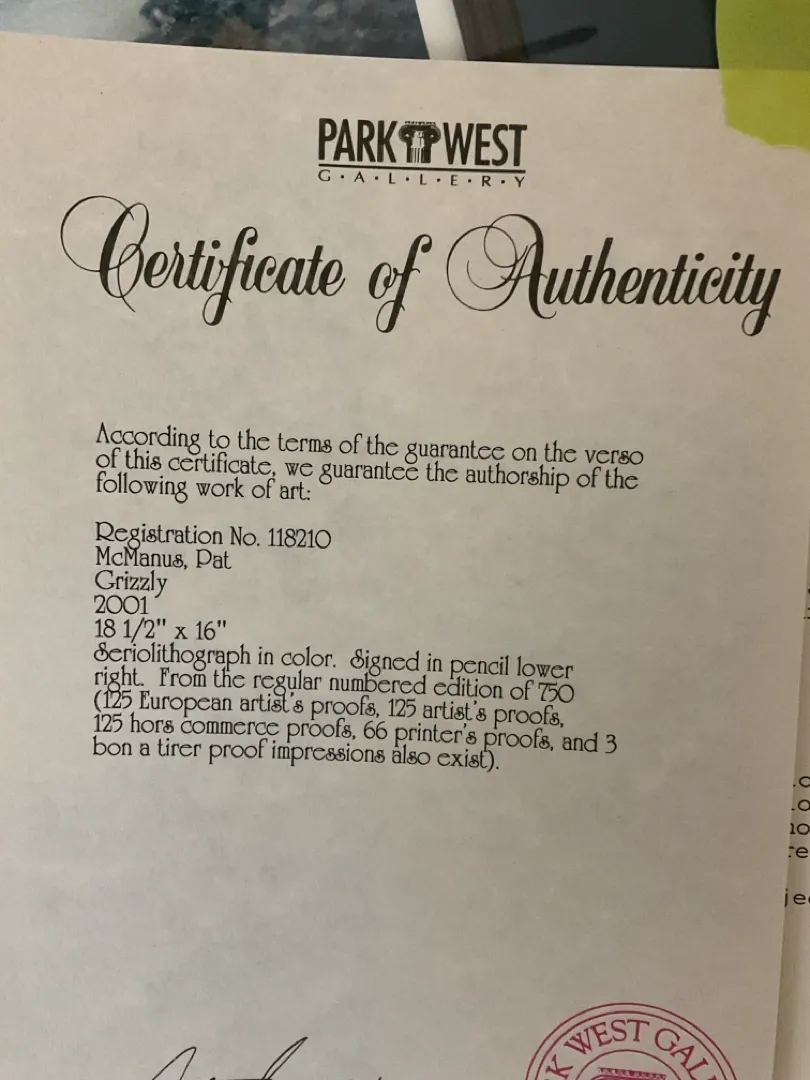 PARK WEST
G·A·L·L·E·R·Y
Certificate of Authenticity
According to the terms of the guarantee on the verso
of this certificate, we guarantee the authorship of the
following work of art:
Registration No. 118210
McManus, Pat
Grizzly
2001
18 1/2" x 16"
Seriolithograph in color. Signed in pencil lower
right. From the regular numbered edition of 750
(125 European artist's proofs, 125 artist's proofs,
125 hors commerce proofs, 66 printer's proofs, and 3
bon a tirer proof impressions also exist).
WEST